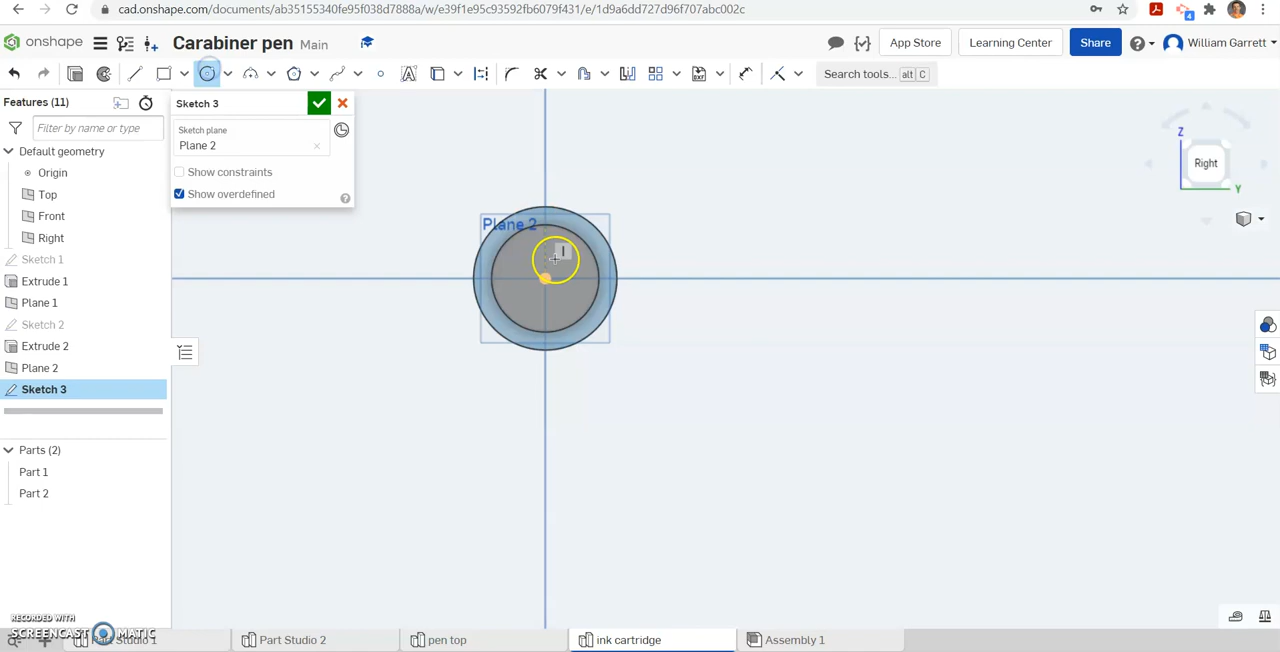 cad.onshape.com/documents/ab35155340fe95f038d7888a/w/e39f1e95c93592fb6079f431/e/1d9a6dd727d96f707abc002c
onshape
Carabiner pen Main
App Store
Learning Center
Share
William Garrett
Search tools... alt C
Features (11)
Filter by name or type
Default geometry
Origin
Top
Front
Right
Sketch 1
Extrude 1
Plane 1
Sketch 2
Extrude 2
Plane 2
Sketch 3
Parts (2)
Part 1
Part 2
Sketch 3
Sketch plane
Plane 2
Show constraints
Show overdefined
Plane 2
Z
Right
Y
RECORDED WITH
SCREENCAST MATIC
Part Studio 2
pen top
ink cartridge
Assembly 1